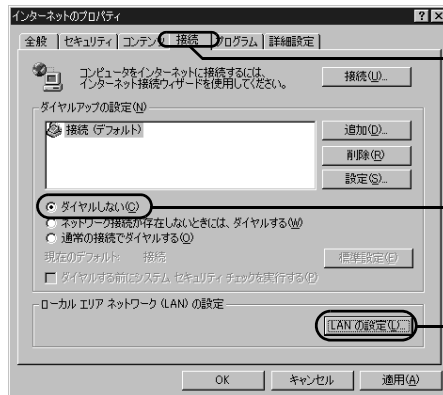 インターネットのプロパティ
全般 セキュリティ コンテンツ 接続 プログラム 詳細設定
コンピュータをインターネットに接続するには、
インターネット接続ウィザードを使用してください。
接続(U)...
ダイヤルアップの設定(N)
接続 (デフォルト)
追加(D)...
削除(R)
設定(S)...
ダイヤルしない(C)
ネットワーク接続が存在しないときには、ダイヤルする(W)
通常の接続でダイヤルする(O)
現在のデフォルト: 接続
標準設定(E)
ダイヤルする前にシステム セキュリティ チェックを実行する(P)
ローカル エリア ネットワーク (LAN) の設定
LAN の設定(L)...
OK キャンセル 適用(A)